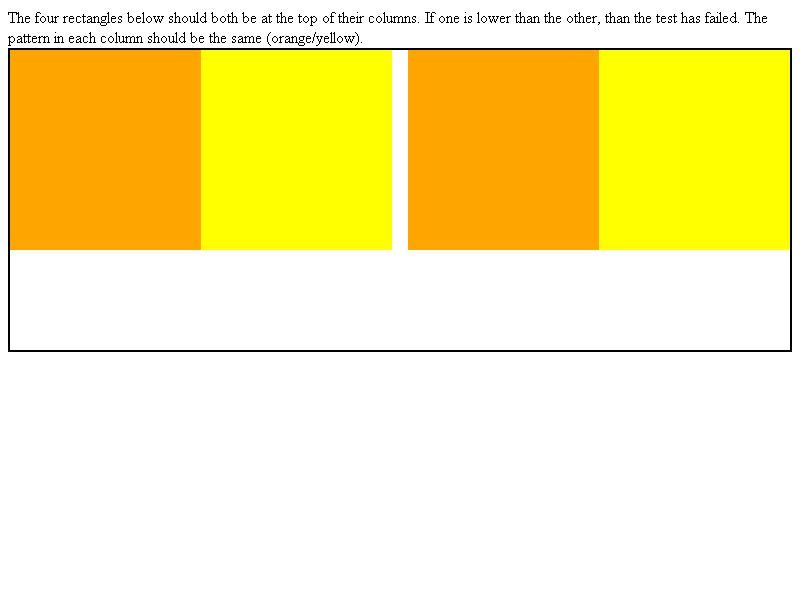 The four rectangles below should both be at the top of their columns. If one is lower than the other, than the test has failed. The
pattern in each column should be the same (orange/yellow).